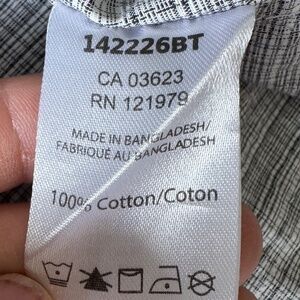 142226BT
CA 03623
RN 121979
MADE IN BANGLADESH/
FABRIQUÉ AU BANGLADESH
100% Cotton/Coton